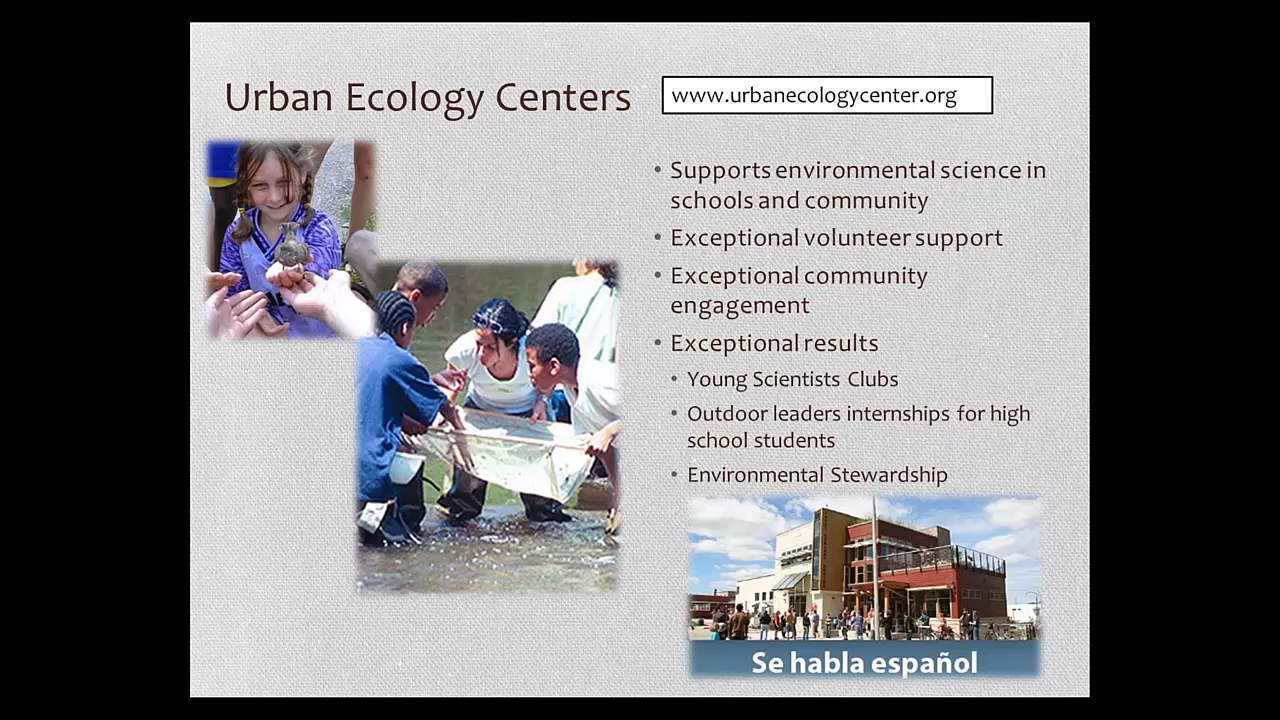 Urban Ecology Centers
www.urbanecologycenter.org
• Supports environmental science in
schools and community
• Exceptional volunteer support
• Exceptional community
engagement
• Exceptional results
• Young Scientists Clubs
• Outdoor leaders internships for high
school students
• Environmental Stewardship
Se habla español